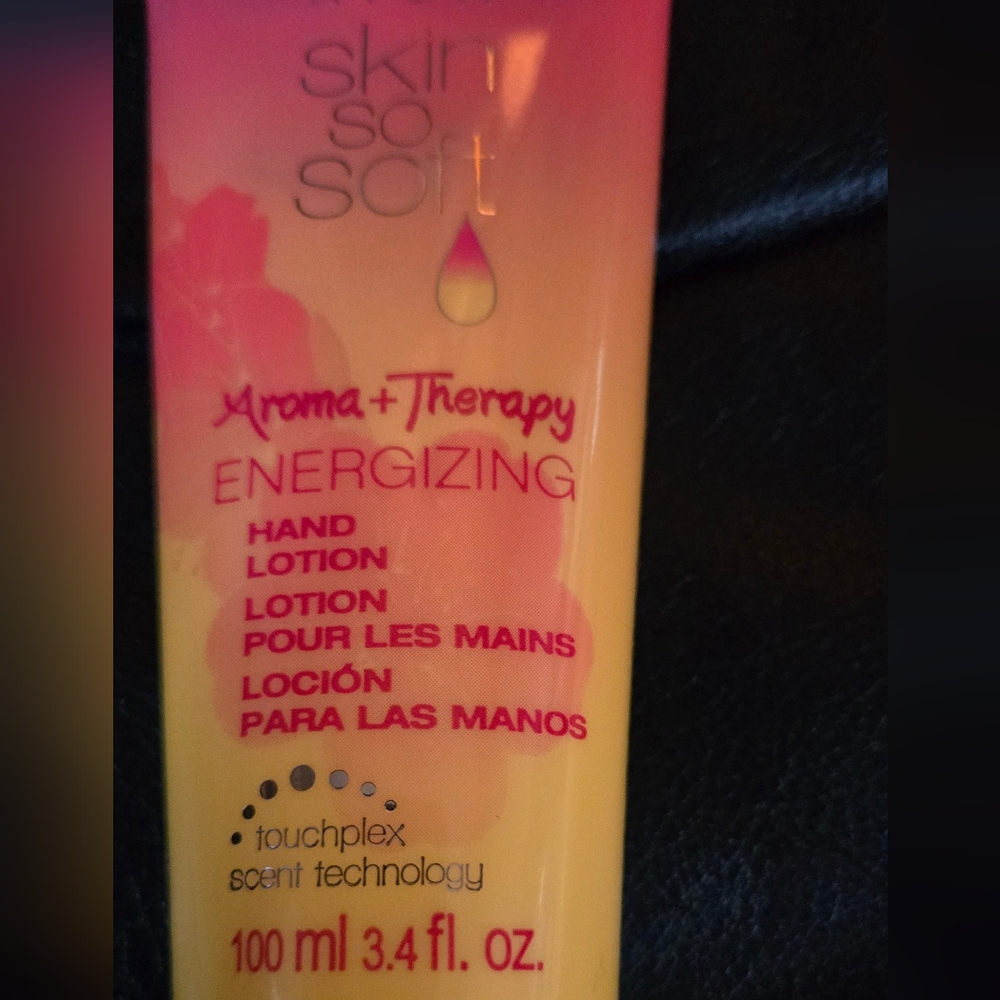 skin
so
soft
Aroma+Therapy
ENERGIZING
HAND
LOTION
LOTION
POUR LES MAINS
LOCIÓN
PARA LAS MANOS
touchplex
scent technology
100 ml 3.4 fl. oz.